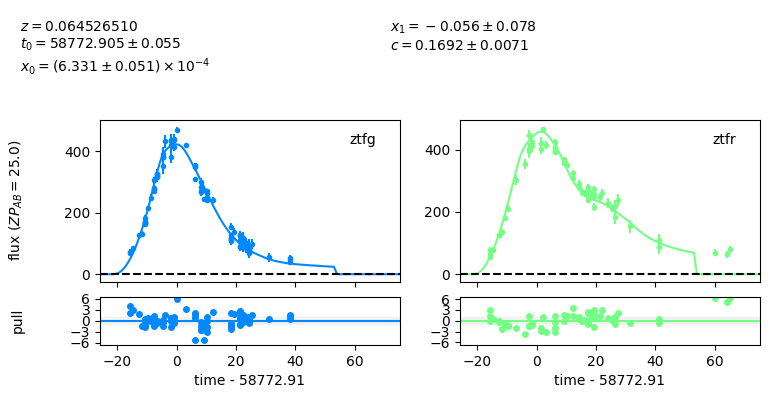 z = 0.064526510
t₀ = 58772.905 ± 0.055
x₀ = (6.331 ± 0.051) × 10⁻⁴
x₁ = −0.056 ± 0.078
c = 0.1692 ± 0.0071
flux (ZP_AB = 25.0)
400
200
0
ztfg
400
200
0
ztfr
pull
6
3
0
−3
−6
−20 0 20 40 60
time - 58772.91
6
3
0
−3
−6
−20 0 20 40 60
time - 58772.91